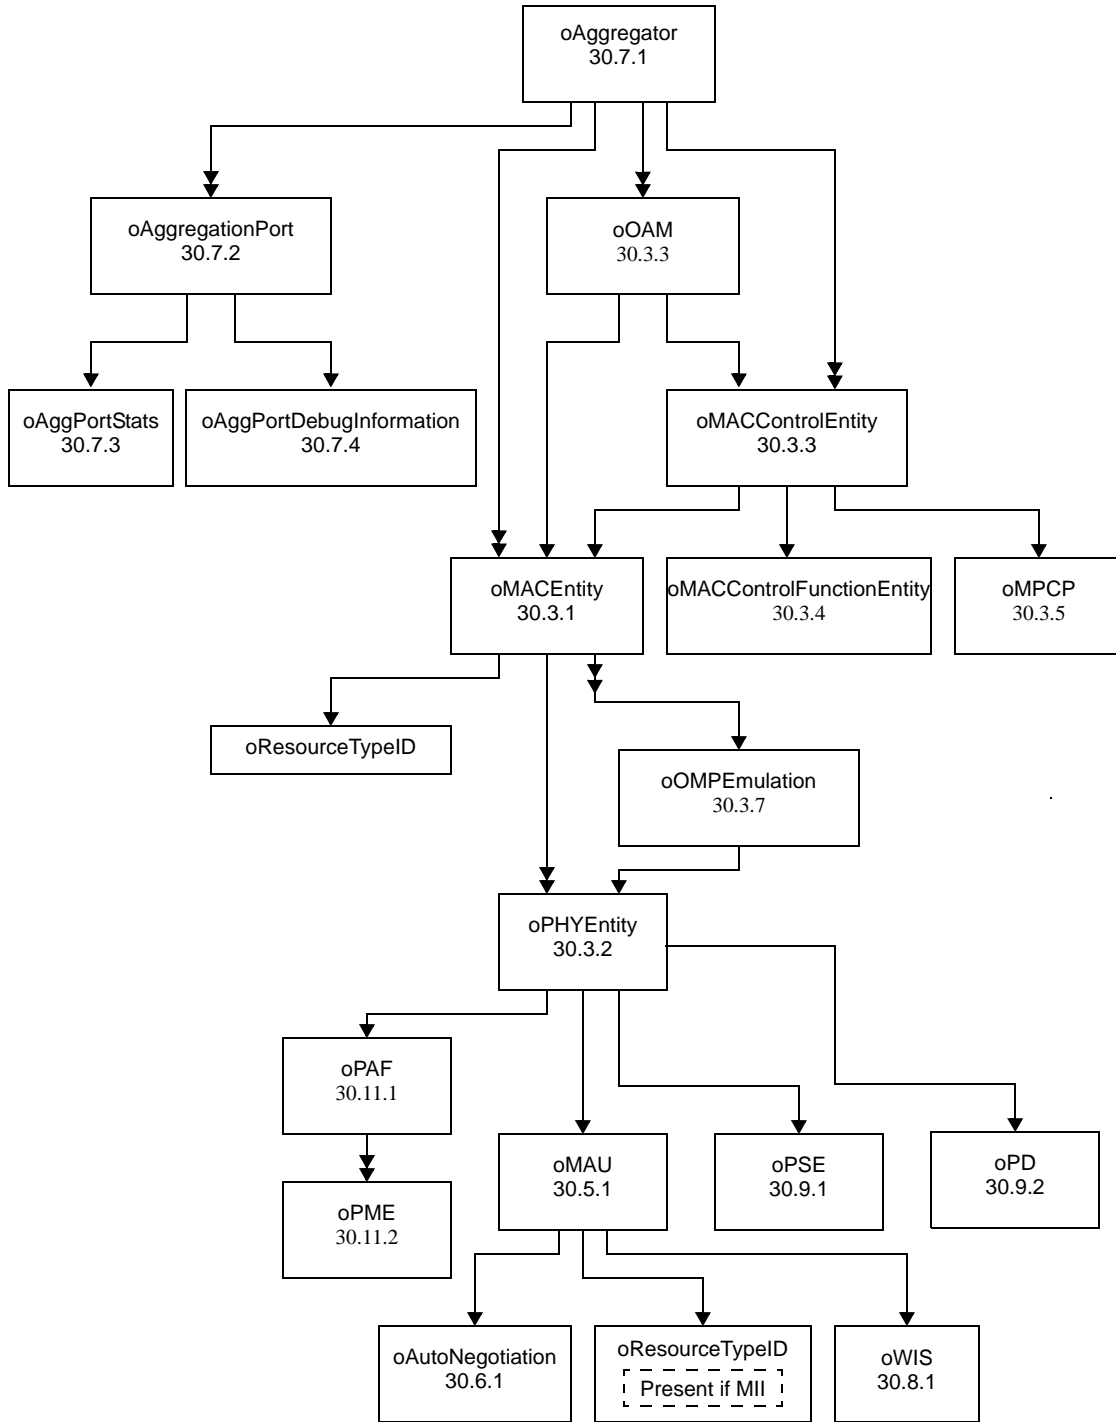 oAggregator
30.7.1
oAggregationPort
30.7.2
oOAM
30.3.3
oAggPortStats
30.7.3
oAggPortDebugInformation
30.7.4
oMACControlEntity
30.3.3
oMACEntity
30.3.1
oMACControlFunctionEntity
30.3.4
oMPCP
30.3.5
oResourceTypeID
oOMPEmulation
30.3.7
.
oPHYEntity
30.3.2
oPAF
30.11.1
oMAU
30.5.1
oPSE
30.9.1
oPD
30.9.2
oPME
30.11.2
oAutoNegotiation
30.6.1
oResourceTypeID
Present if MII
oWIS
30.8.1